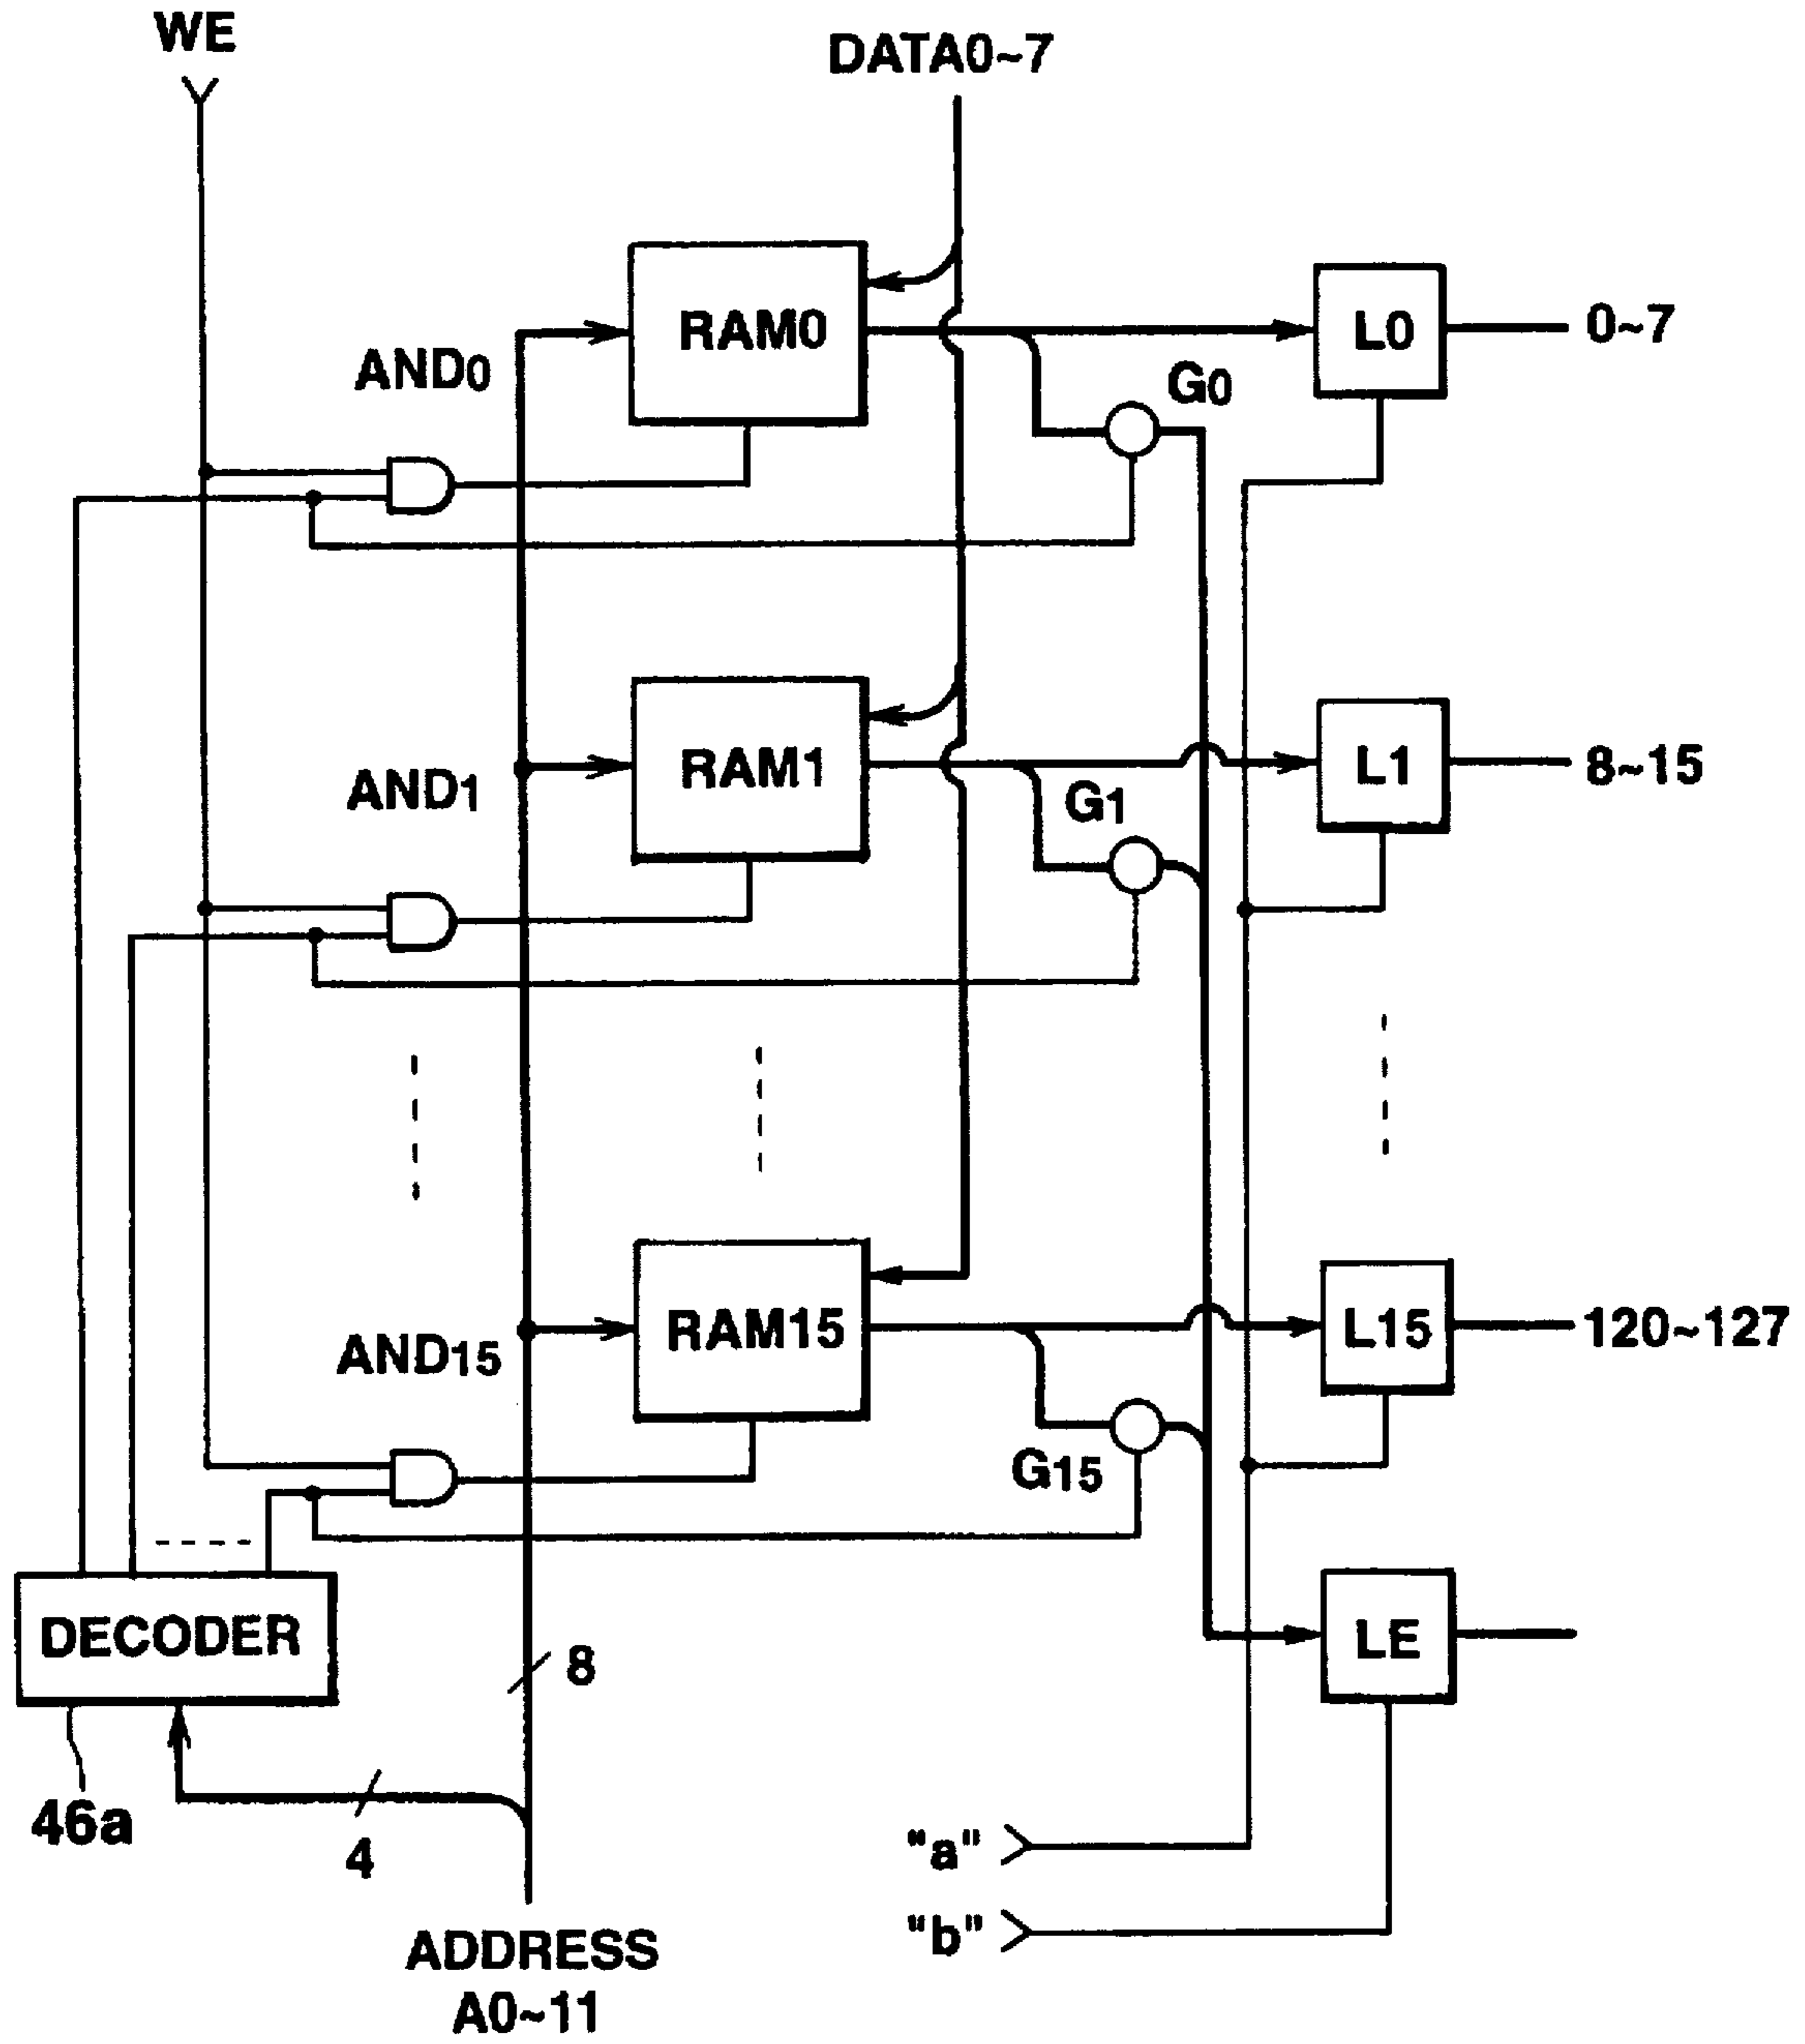 WE
DATA0~7
RAM0
L0
0~7
AND0
G0
RAM1
L1
8~15
AND1
G1
RAM15
L15
120~127
AND15
G15
DECODER
LE
8
46a
4
"a"
"b"
ADDRESS
A0~11